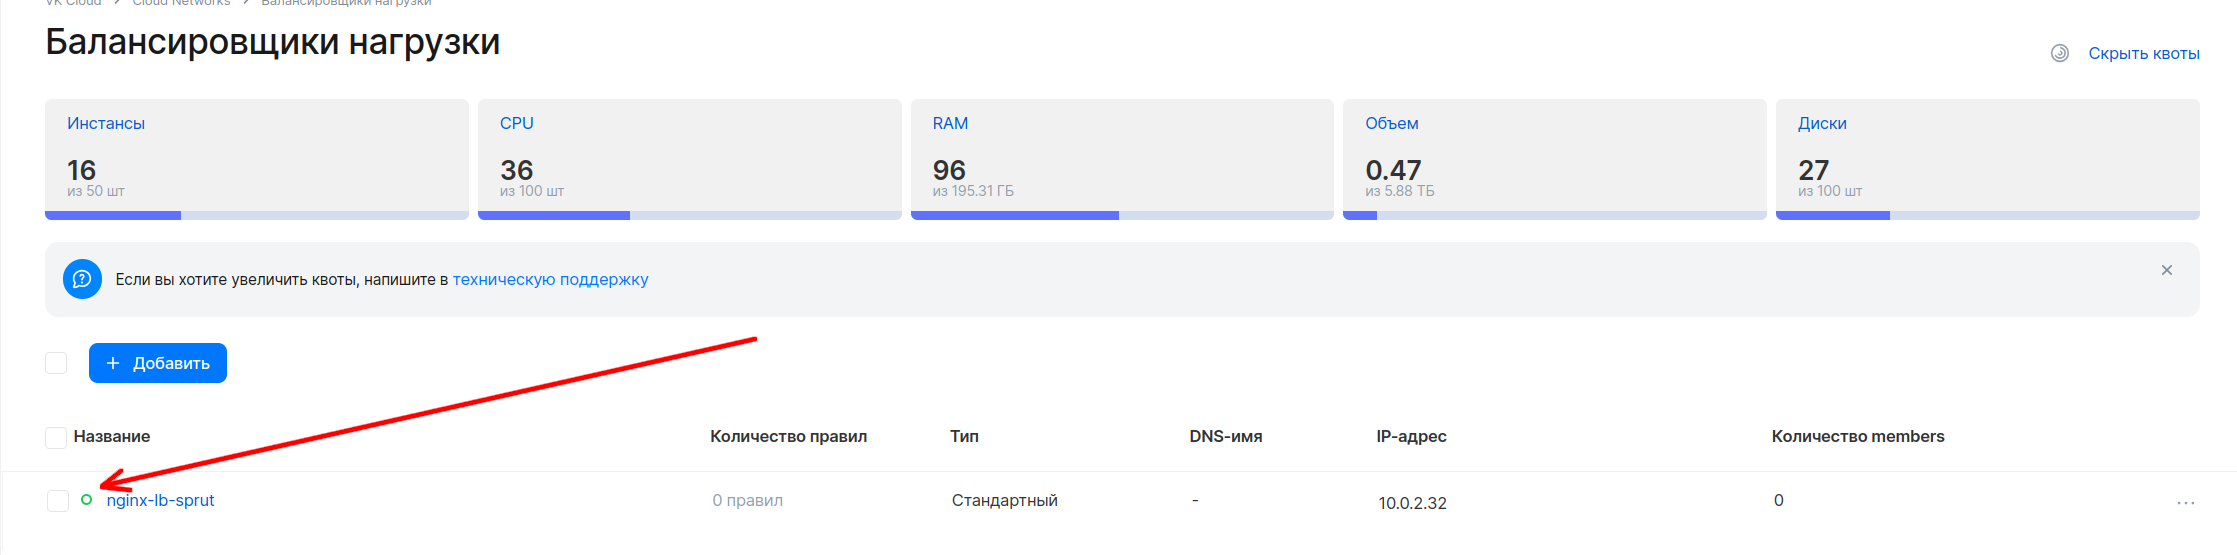 VK Cloud > Cloud Networks > Балансировщики нагрузки
Балансировщики нагрузки
Скрыть квоты
Инстансы CPU RAM Объем Диски
16 36 96 0.47 27
из 50 шт из 100 шт из 195.31 ГБ из 5.88 ТБ из 100 шт
Если вы хотите увеличить квоты, напишите в техническую поддержку
+ Добавить
Название Количество правил Тип DNS-имя IP-адрес Количество members
nginx-lb-sprut 0 правил Стандартный - 10.0.2.32 0 ...